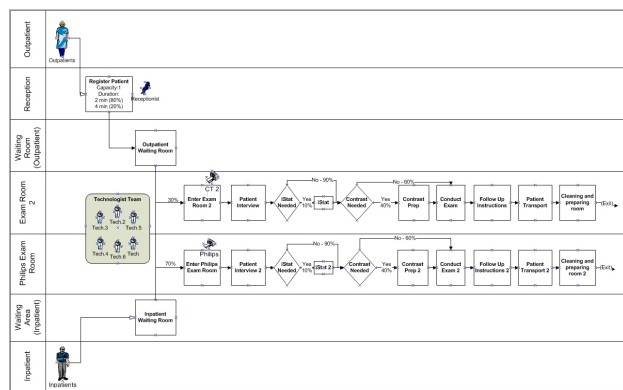 Outpatient
Outpatients
Reception
Register Patient
Capacity:1
Duration:
2 min (80%)
4 min (20%)
Receptionist
Waiting
Room
(Outpatient)
Outpatient
Waiting Room
Exam Room
2
Technologist Team
Tech.2
Tech.3
Tech.5
Tech.4
Tech.6
Tech
30%
CT 2
Enter Exam
Room 2
Patient
Interview
iStat
Needed
No - 90%
Yes
10%
iStat
Contrast
Needed
No - 60%
Yes
40%
Contrast
Prep
Conduct
Exam
Follow Up
Instructions
Patient
Transport
Cleaning and
preparing
room
(Exit)
Philips Exam
Room
70%
Philips
Enter Philips
Exam Room
Patient
Interview 2
iStat
Needed
No - 90%
Yes
10%
iStat 2
Contrast
Needed
No - 60%
Yes
40%
Contrast
Prep 2
Conduct
Exam 2
Follow Up
Instructions 2
Patient
Transport 2
Cleaning and
preparing
room 2
(Exit)
Waiting
Area
(Inpatient)
Inpatient
Waiting Room
Inpatient
Inpatients